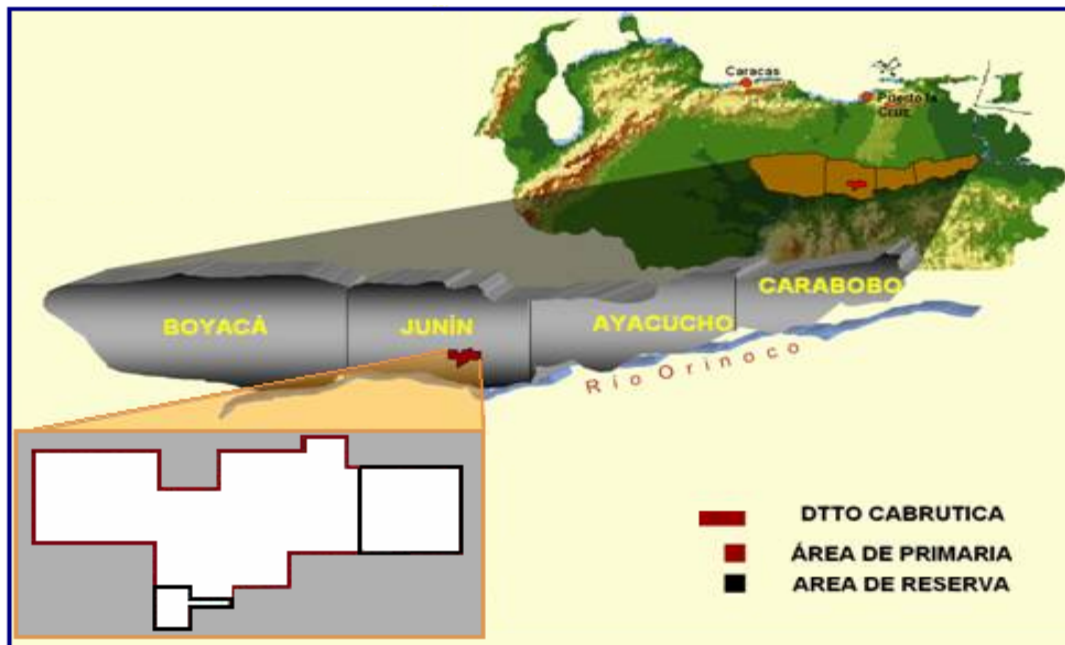 Caracas
Puerto la
Cruz
CARABOBO
BOYACÁ
JUNÍN
AYACUCHO
Río Orinoco
DTTO CABRUTICA
ÁREA DE PRIMARIA
AREA DE RESERVA